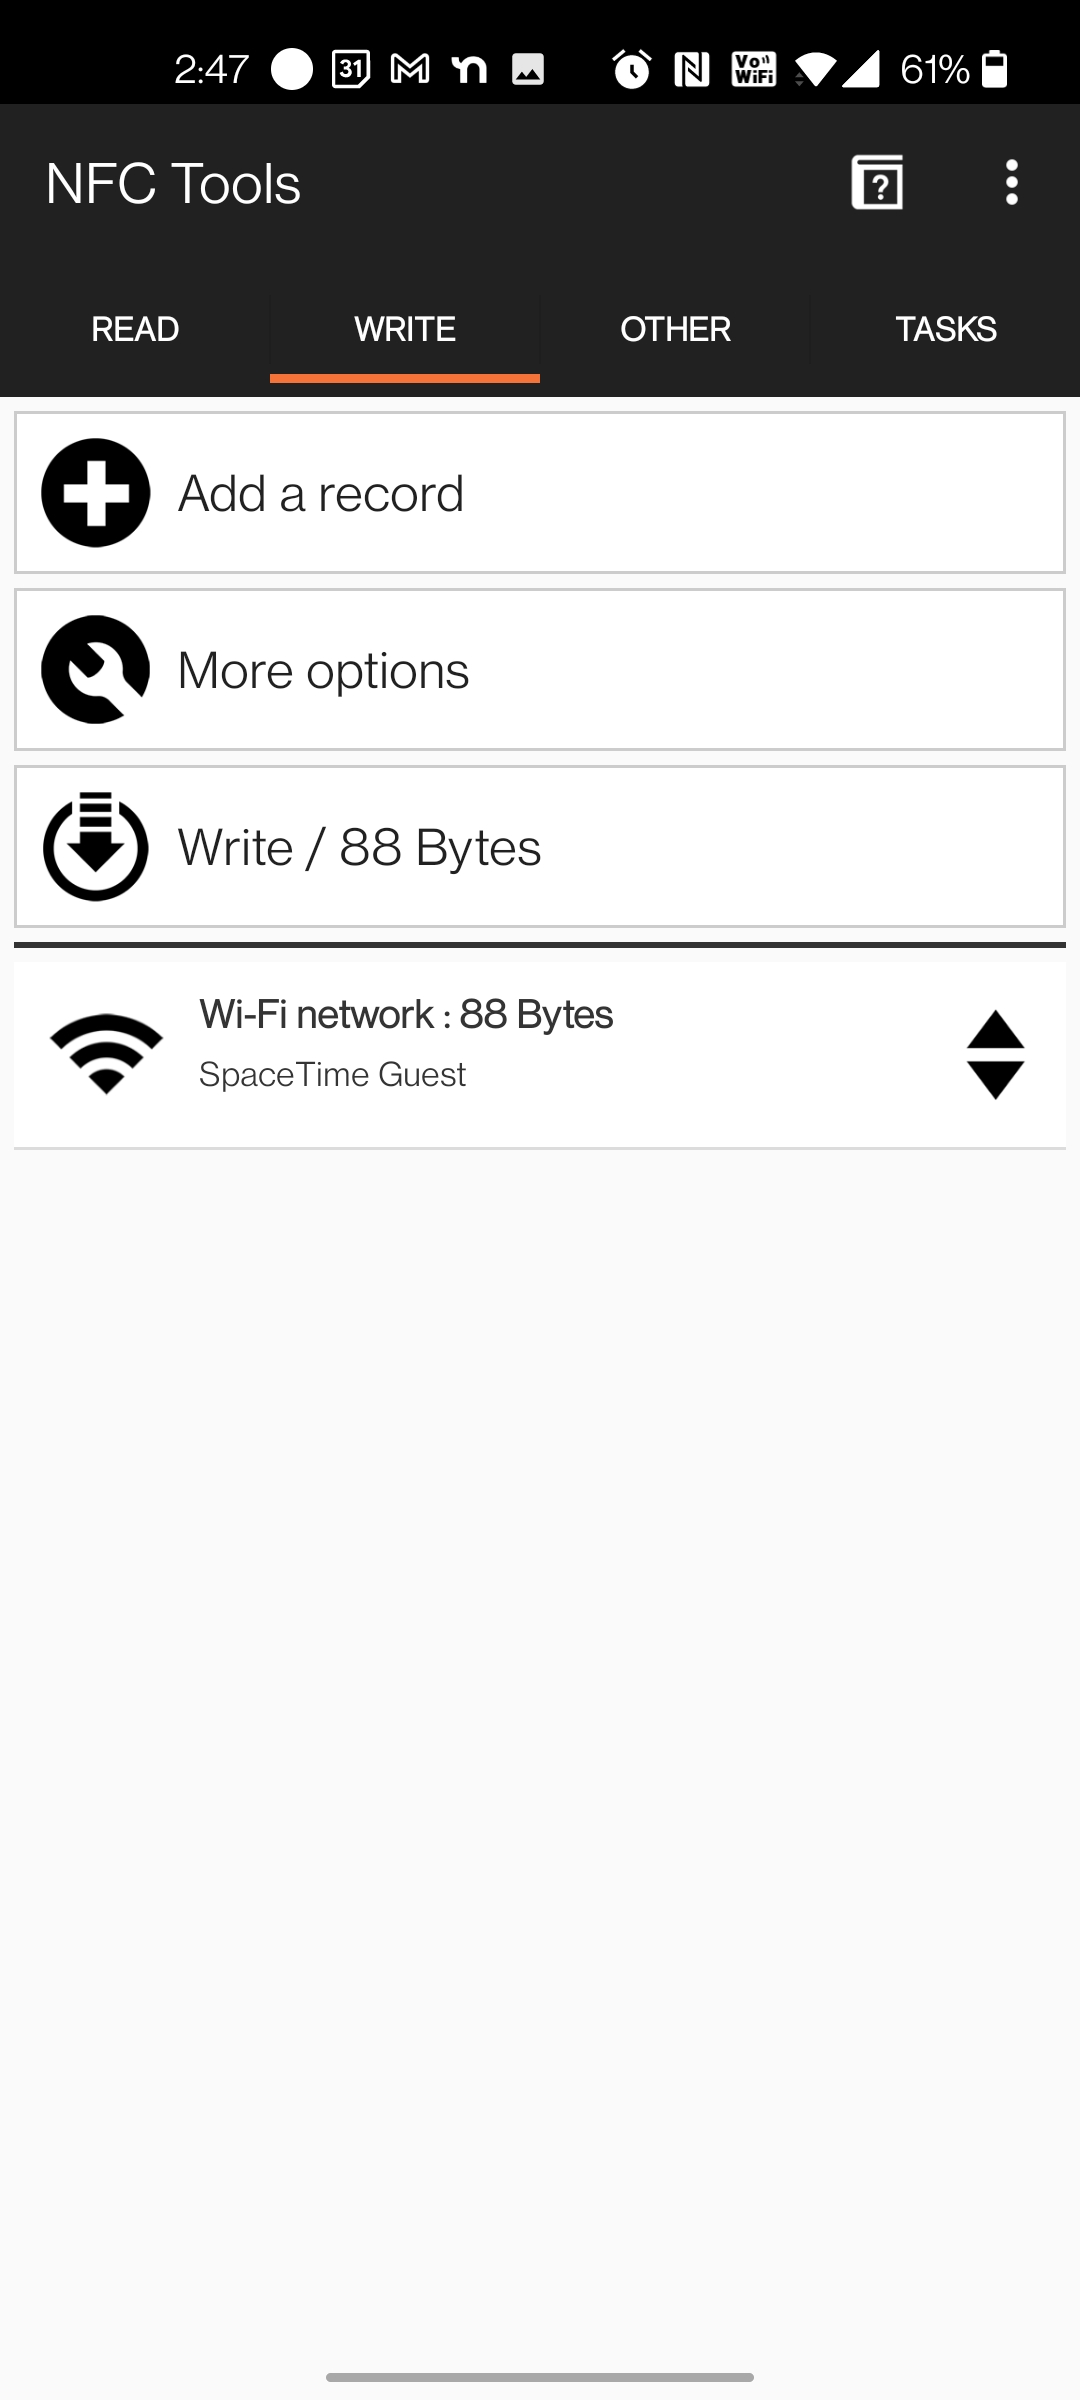 2:47 31 Vo WiFi 61%
NFC Tools ?
READ WRITE OTHER TASKS
Add a record
More options
Write / 88 Bytes
Wi-Fi network : 88 Bytes
SpaceTime Guest